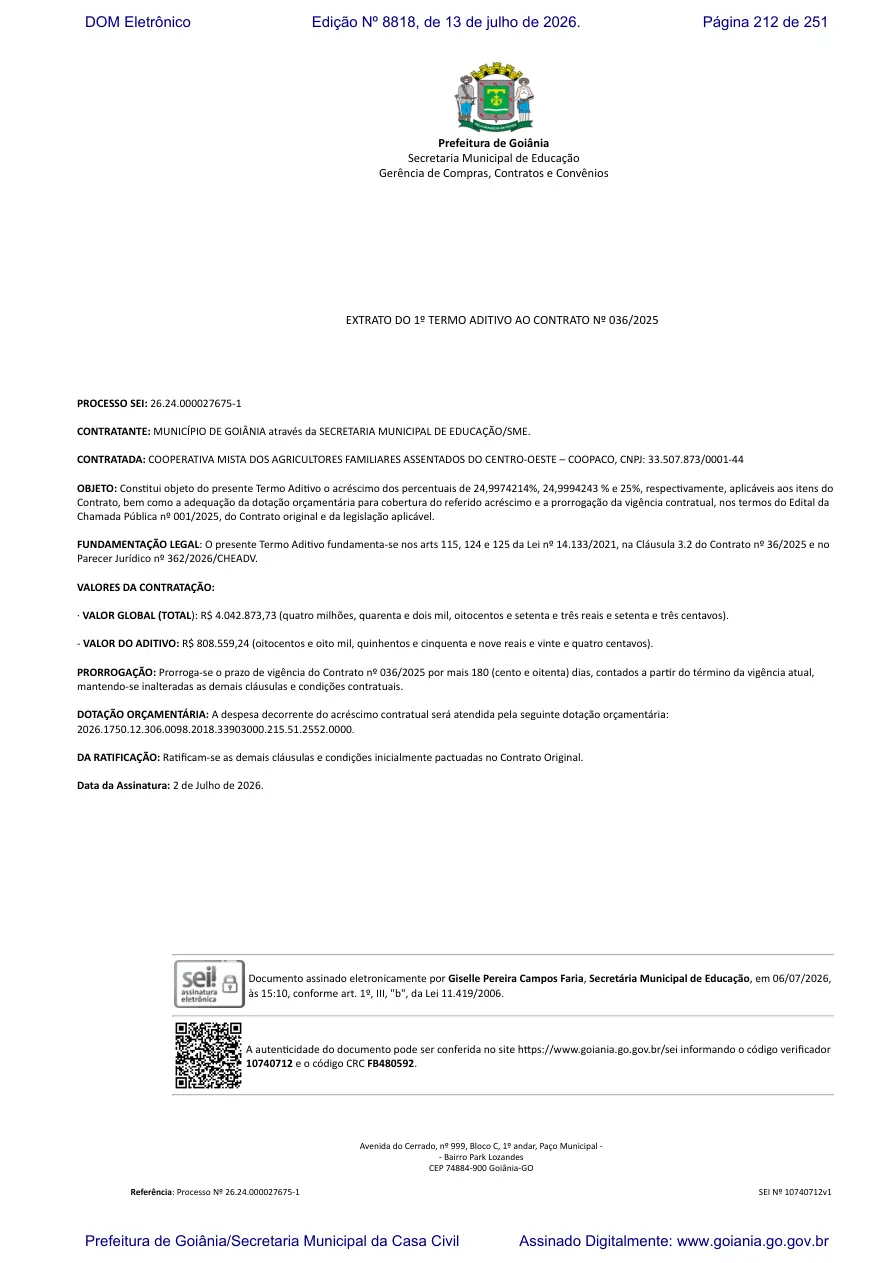 DOM Eletrônico Edição Nº 8818, de 13 de julho de 2026. Página 212 de 251
Prefeitura de Goiânia
Secretaria Municipal de Educação
Gerência de Compras, Contratos e Convênios
EXTRATO DO 1º TERMO ADITIVO AO CONTRATO Nº 036/2025
PROCESSO SEI: 26.24.000027675-1
CONTRATANTE: MUNICÍPIO DE GOIÂNIA através da SECRETARIA MUNICIPAL DE EDUCAÇÃO/SME.
CONTRATADA: COOPERATIVA MISTA DOS AGRICULTORES FAMILIARES ASSENTADOS DO CENTRO-OESTE – COOPACO, CNPJ: 33.507.873/0001-44
OBJETO: Constitui objeto do presente Termo Aditivo o acréscimo dos percentuais de 24,9974214%, 24,9994243 % e 25%, respectivamente, aplicáveis aos itens do
Contrato, bem como a adequação da dotação orçamentária para cobertura do referido acréscimo e a prorrogação da vigência contratual, nos termos do Edital da
Chamada Pública nº 001/2025, do Contrato original e da legislação aplicável.
FUNDAMENTAÇÃO LEGAL: O presente Termo Aditivo fundamenta-se nos arts 115, 124 e 125 da Lei nº 14.133/2021, na Cláusula 3.2 do Contrato nº 36/2025 e no
Parecer Jurídico nº 362/2026/CHEADV.
VALORES DA CONTRATAÇÃO:
· VALOR GLOBAL (TOTAL): R$ 4.042.873,73 (quatro milhões, quarenta e dois mil, oitocentos e setenta e três reais e setenta e três centavos).
- VALOR DO ADITIVO: R$ 808.559,24 (oitocentos e oito mil, quinhentos e cinquenta e nove reais e vinte e quatro centavos).
PRORROGAÇÃO: Prorroga-se o prazo de vigência do Contrato nº 036/2025 por mais 180 (cento e oitenta) dias, contados a partir do término da vigência atual,
mantendo-se inalteradas as demais cláusulas e condições contratuais.
DOTAÇÃO ORÇAMENTÁRIA: A despesa decorrente do acréscimo contratual será atendida pela seguinte dotação orçamentária:
2026.1750.12.306.0098.2018.33903000.215.51.2552.0000.
DA RATIFICAÇÃO: Ratificam-se as demais cláusulas e condições inicialmente pactuadas no Contrato Original.
Data da Assinatura: 2 de Julho de 2026.
sei!
assinatura
eletrônica
Documento assinado eletronicamente por Giselle Pereira Campos Faria, Secretária Municipal de Educação, em 06/07/2026,
às 15:10, conforme art. 1º, III, "b", da Lei 11.419/2006.
A autenticidade do documento pode ser conferida no site https://www.goiania.go.gov.br/sei informando o código verificador
10740712 e o código CRC FB480592.
Avenida do Cerrado, nº 999, Bloco C, 1º andar, Paço Municipal -
- Bairro Park Lozandes
CEP 74884-900 Goiânia-GO
Referência: Processo Nº 26.24.000027675-1 SEI Nº 10740712v1
Prefeitura de Goiânia/Secretaria Municipal da Casa Civil Assinado Digitalmente: www.goiania.go.gov.br